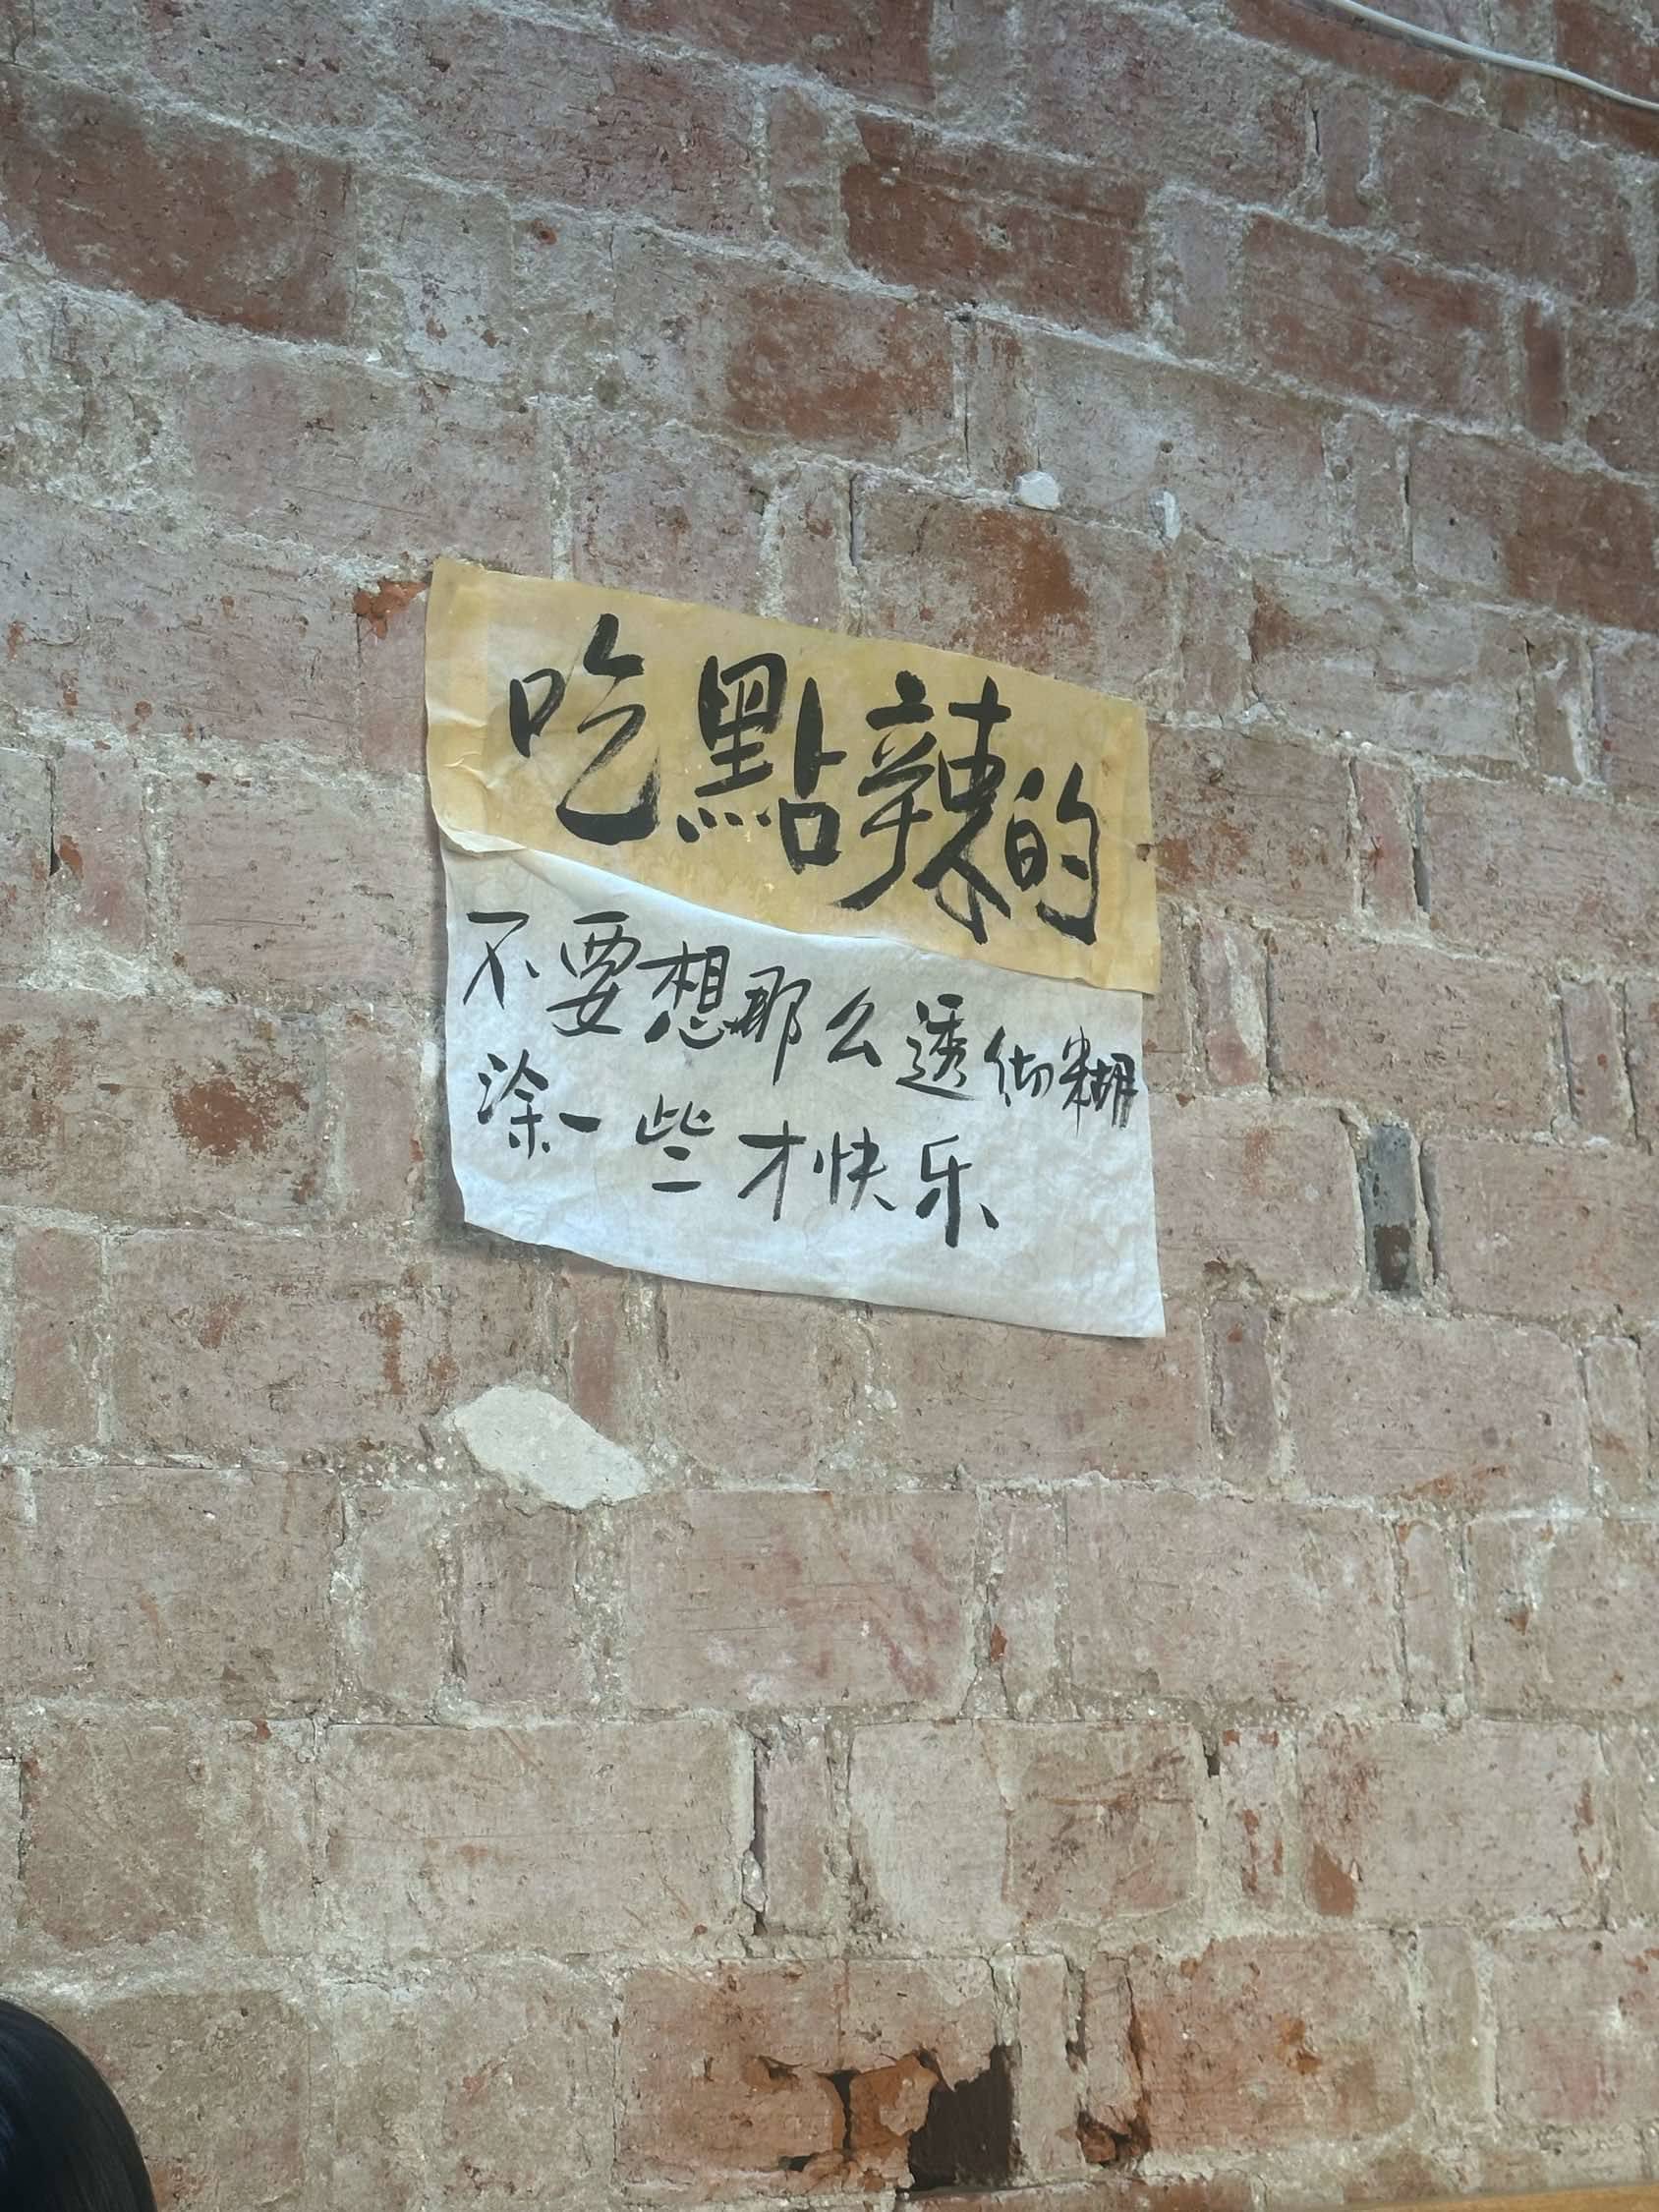 吃點辣的
不要想那么透彻糊
涂一些才快乐